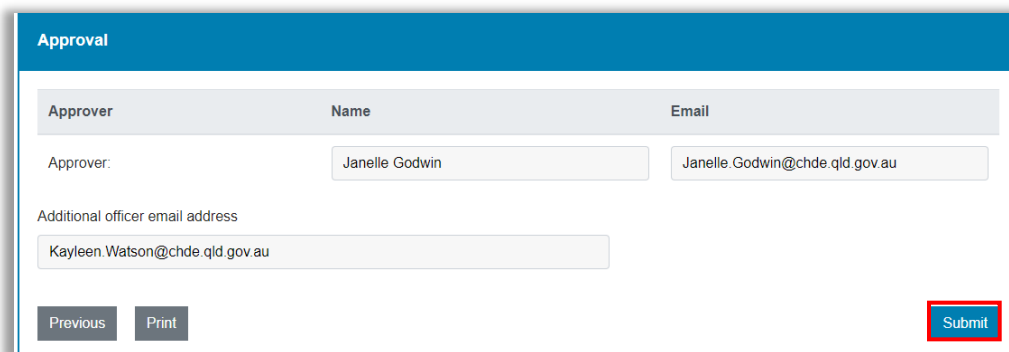 Approval
Approver Name Email
Approver: Janelle Godwin Janelle.Godwin@chde.qld.gov.au
Additional officer email address
Kayleen.Watson@chde.qld.gov.au
Previous Print Submit